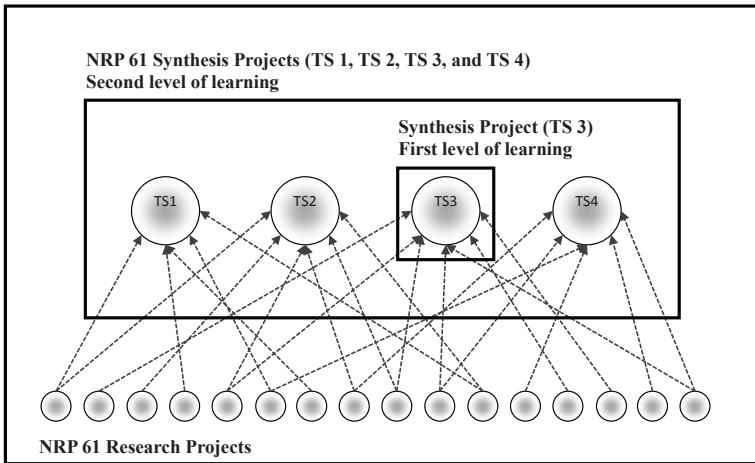 NRP 61 Synthesis Projects (TS 1, TS 2, TS 3, and TS 4)
Second level of learning
Synthesis Project (TS 3)
First level of learning
TS1
TS2
TS3
TS4
NRP 61 Research Projects